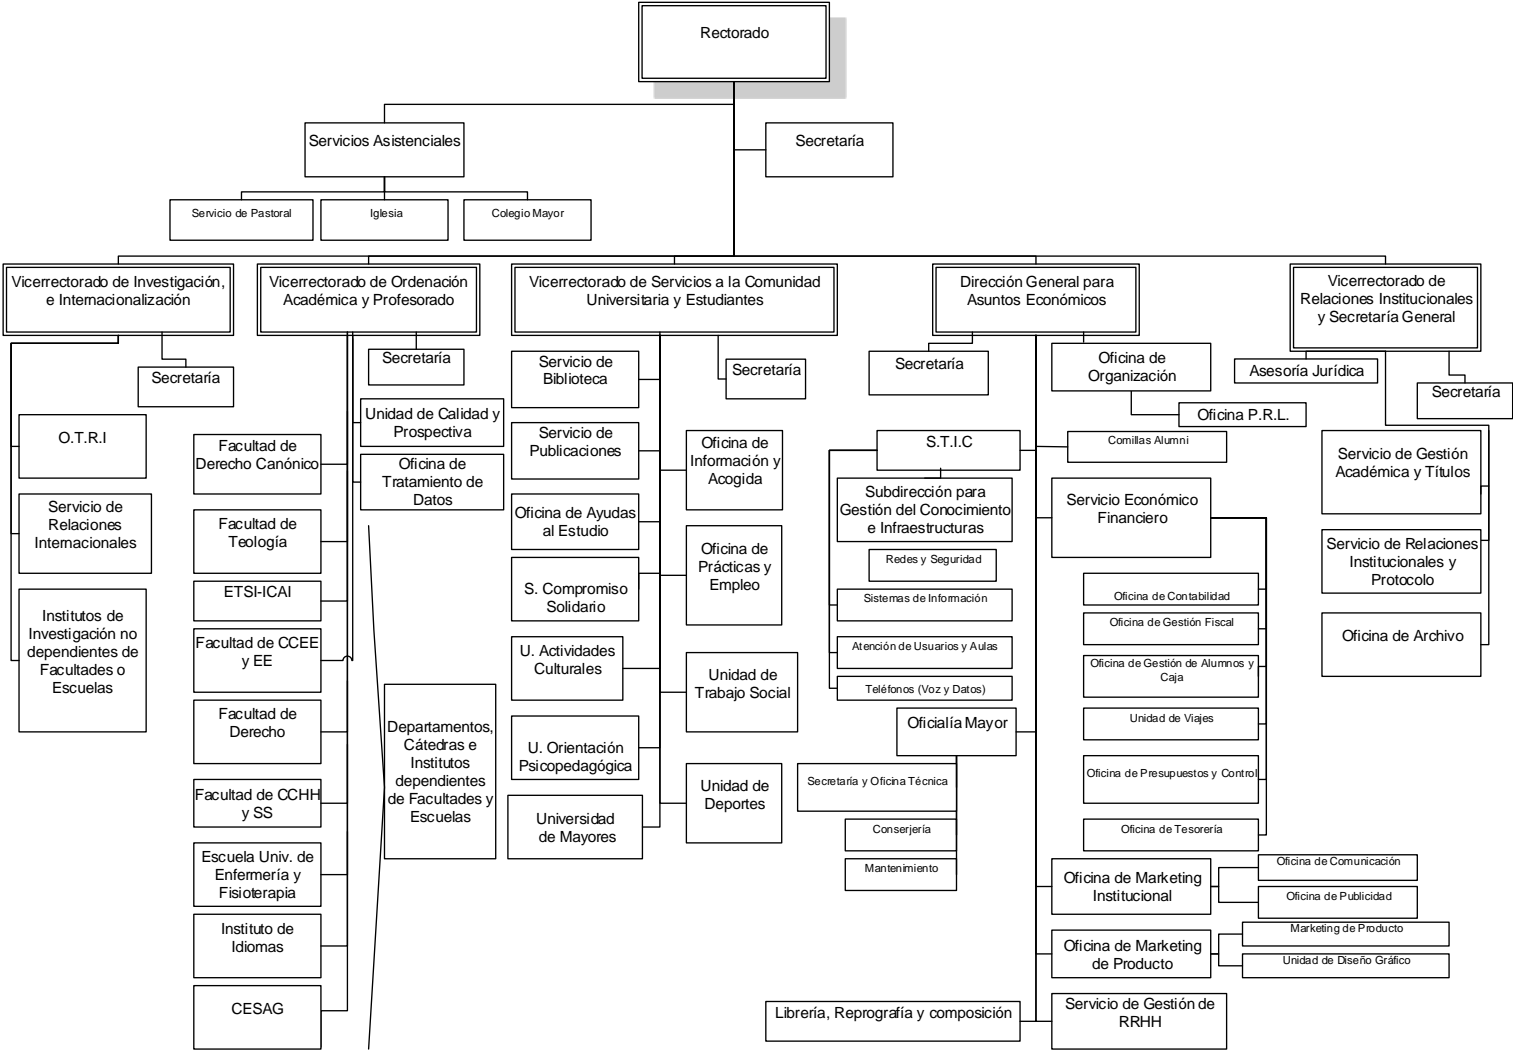 Rectorado
Servicios Asistenciales
Secretaría
Servicio de Pastoral
Iglesia
Colegio Mayor
Vicerrectorado de Investigación,
e Internacionalización
Secretaría
O.T.R.I
Servicio de
Relaciones
Internacionales
Institutos de
Investigación no
dependientes de
Facultades o
Escuelas
Vicerrectorado de Ordenación
Académica y Profesorado
Secretaría
Unidad de Calidad y
Prospectiva
Oficina de
Tratamiento de
Datos
Facultad de
Derecho Canónico
Facultad de
Teología
ETSI-ICAI
Facultad de CCEE
y EE
Facultad de
Derecho
Facultad de CCHH
y SS
Escuela Univ. de
Enfermería y
Fisioterapia
Instituto de
Idiomas
CESAG
Departamentos,
Cátedras e
Institutos
dependientes
de Facultades y
Escuelas
Vicerrectorado de Servicios a la Comunidad
Universitaria y Estudiantes
Secretaría
Servicio de
Biblioteca
Servicio de
Publicaciones
Oficina de Ayudas
al Estudio
S. Compromiso
Solidario
U. Actividades
Culturales
U. Orientación
Psicopedagógica
Universidad
de Mayores
Oficina de
Información y
Acogida
Oficina de
Prácticas y
Empleo
Unidad de
Trabajo Social
Unidad de
Deportes
Dirección General para
Asuntos Económicos
Secretaría
Oficina de
Organización
Oficina P.R.L.
S.T.I.C
Comillas Alumni
Subdirección para
Gestión del Conocimiento
e Infraestructuras
Redes y Seguridad
Sistemas de Información
Atención de Usuarios y Aulas
Teléfonos (Voz y Datos)
Servicio Económico
Financiero
Oficina de Contabilidad
Oficina de Gestión Fiscal
Oficina de Gestión de Alumnos y
Caja
Unidad de Viajes
Oficina de Presupuestos y Control
Oficina de Tesorería
Oficialía Mayor
Secretaría y Oficina Técnica
Conserjería
Mantenimiento
Oficina de Marketing
Institucional
Oficina de Comunicación
Oficina de Publicidad
Oficina de Marketing
de Producto
Marketing de Producto
Unidad de Diseño Gráfico
Librería, Reprografía y composición
Servicio de Gestión de
RRHH
Vicerrectorado de
Relaciones Institucionales
y Secretaría General
Asesoría Jurídica
Secretaría
Servicio de Gestión
Académica y Títulos
Servicio de Relaciones
Institucionales y
Protocolo
Oficina de Archivo